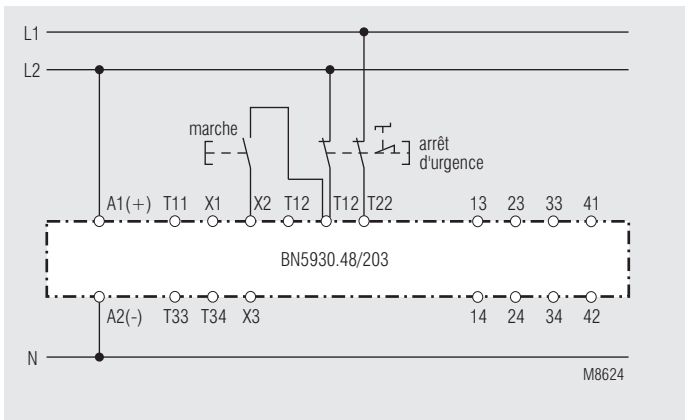 L1
L2
marche
arrêt
d'urgence
A1(+) T11 X1 X2 T12 T12 T22 13 23 33 41
BN5930.48/203
A2(-) T33 T34 X3 14 24 34 42
N
M8624